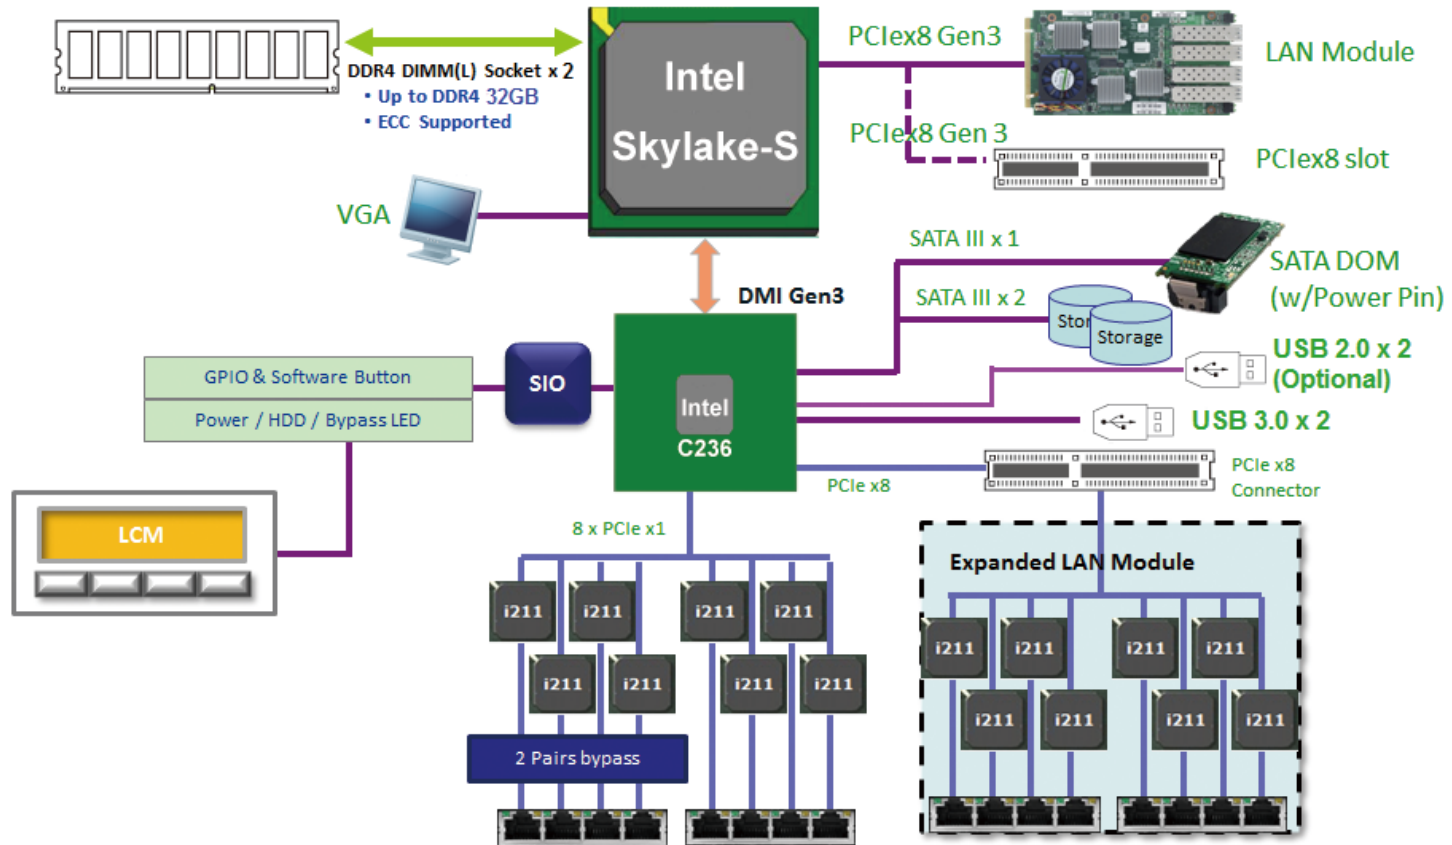 DDR4 DIMM(L) Socket x 2
• Up to DDR4 32GB
• ECC Supported
Intel
Skylake-S
PCIex8 Gen3
LAN Module
PCIex8 Gen 3
PCIex8 slot
VGA
DMI Gen3
SATA III x 1
SATA DOM
(w/Power Pin)
SATA III x 2
Storage
USB 2.0 x 2
(Optional)
USB 3.0 x 2
GPIO & Software Button
Power / HDD / Bypass LED
SIO
Intel
C236
PCIe x8
PCIe x8
Connector
LCM
8 x PCIe x1
i211
i211
i211
i211
i211
i211
i211
i211
2 Pairs bypass
Expanded LAN Module
i211
i211
i211
i211
i211
i211
i211
i211